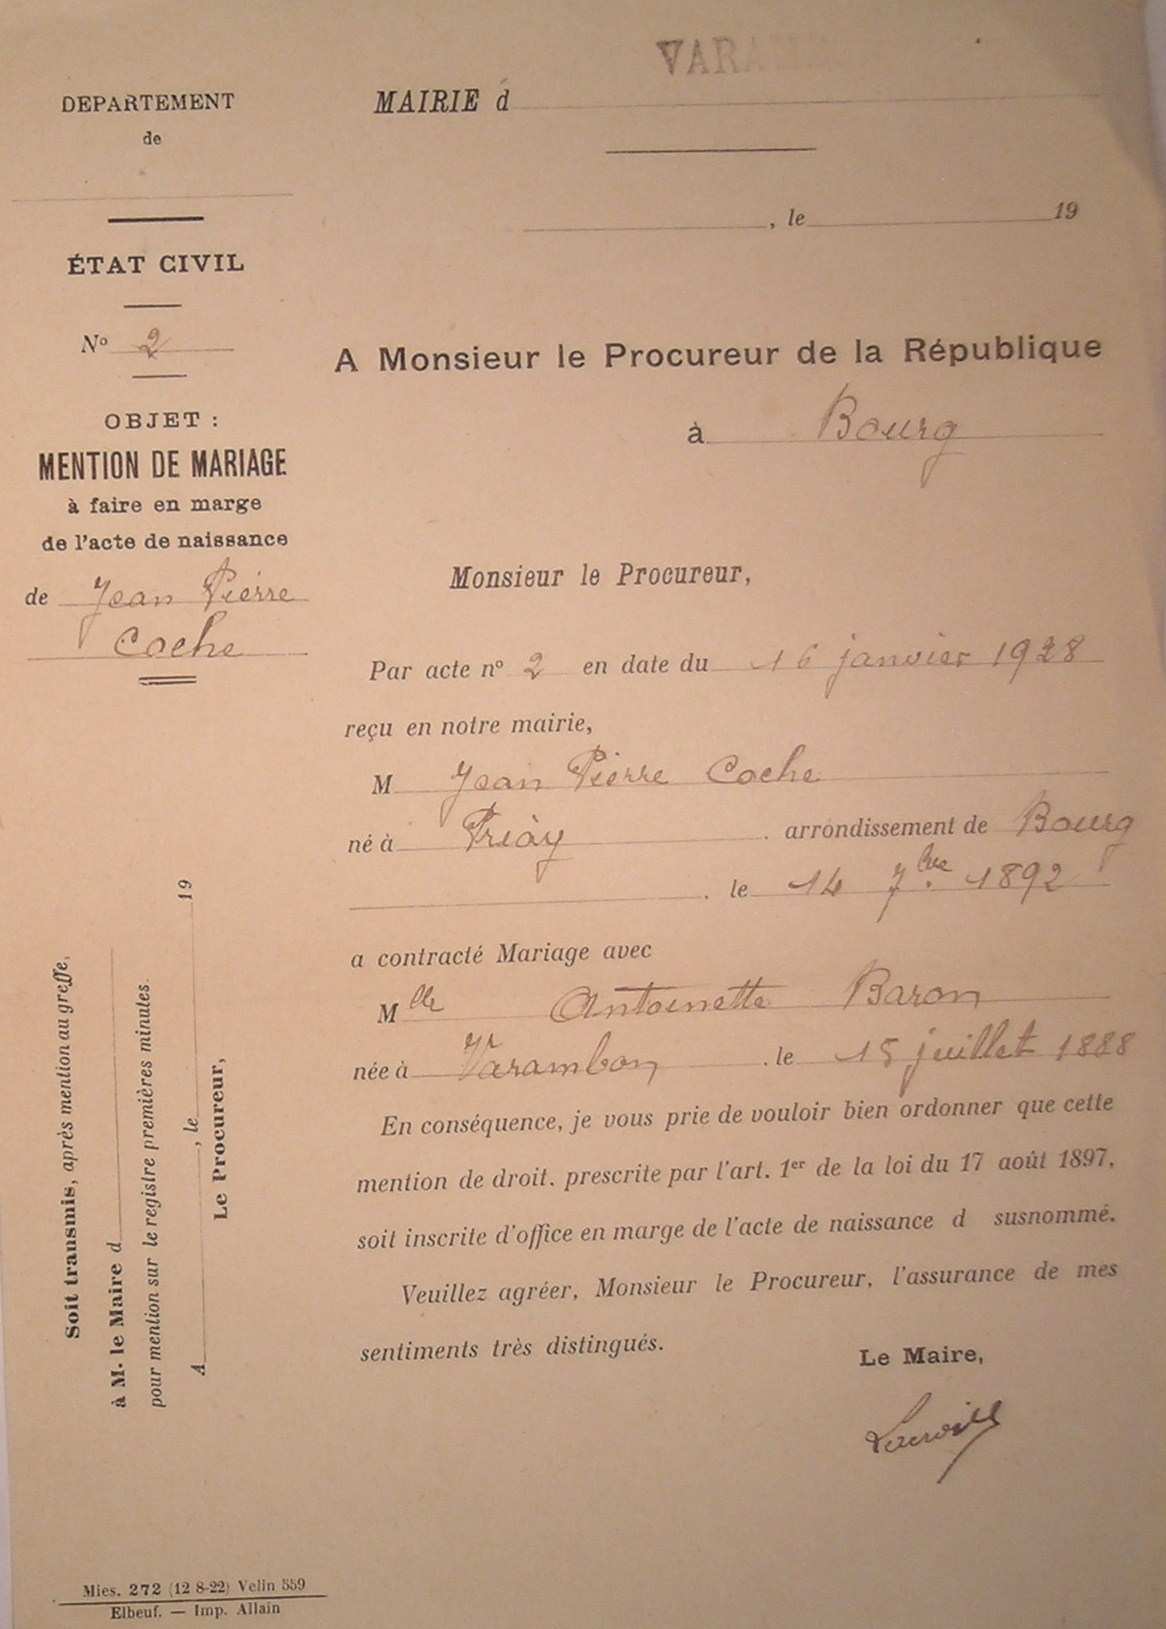 DEPARTEMENT
de
ÉTAT CIVIL
Nº 2
OBJET :
MENTION DE MARIAGE
à faire en marge
de l'acte de naissance
de Jean Pierre
Coche
MAIRIE d
, le 19
A Monsieur le Procureur de la République
à Bourg
Monsieur le Procureur,
Par acte nº 2 en date du 16 janvier 1928
reçu en notre mairie,
M Jean Pierre Coche
né à Priay . arrondissement de Bourg
. le 14 7.bre 1892
a contracté Mariage avec
Mlle Antoinette Baron
née à Varambon . le 15 juillet 1888
En conséquence, je vous prie de vouloir bien ordonner que cette
mention de droit. prescrite par l'art. 1er de la loi du 17 août 1897,
soit inscrite d'office en marge de l'acte de naissance d susnommé.
Veuillez agréer, Monsieur le Procureur, l'assurance de mes
sentiments très distingués.
Le Maire,
Soit transmis, après mention au greffe,
à M. le Maire d
pour mention sur le registre premières minutes
A , le 19
Le Procureur,
Mies. 272 (12 8-22) Velin 559
Elbeuf. — Imp. Allain